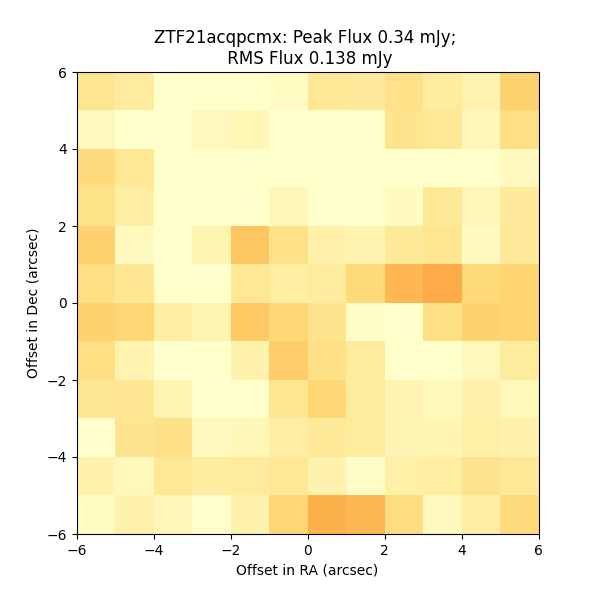 ZTF21acqpcmx: Peak Flux 0.34 mJy;
RMS Flux 0.138 mJy
6
4
2
0
−2
−4
−6
Offset in Dec (arcsec)
−6 −4 −2 0 2 4 6
Offset in RA (arcsec)